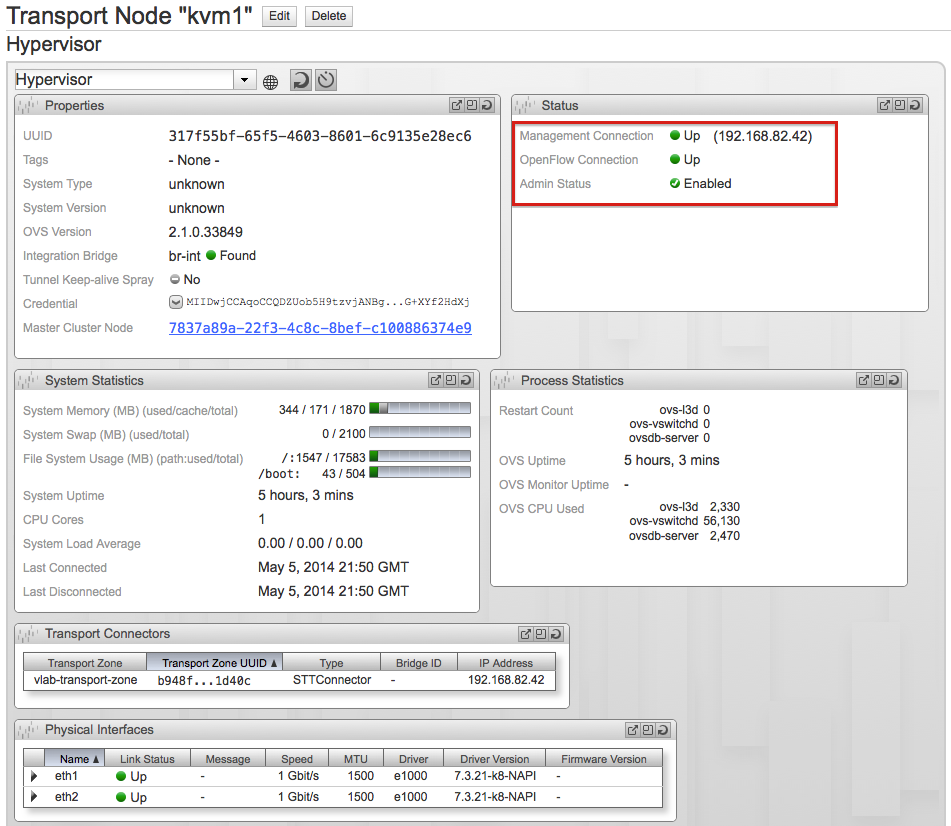 Transport Node "kvm1" Edit Delete
Hypervisor
Hypervisor
Properties
UUID 317f55bf-65f5-4603-8601-6c9135e28ec6
Tags - None -
System Type unknown
System Version unknown
OVS Version 2.1.0.33849
Integration Bridge br-int Found
Tunnel Keep-alive Spray No
Credential MIIDwjCCAqoCCQDZUob5H9tzvjANBg...G+XYf2HdXj
Master Cluster Node 7837a89a-22f3-4c8c-8bef-c100886374e9
Status
Management Connection Up (192.168.82.42)
OpenFlow Connection Up
Admin Status Enabled
System Statistics
System Memory (MB) (used/cache/total) 344 / 171 / 1870
System Swap (MB) (used/total) 0 / 2100
File System Usage (MB) (path:used/total) /:1547 / 17583
/boot: 43 / 504
System Uptime 5 hours, 3 mins
CPU Cores 1
System Load Average 0.00 / 0.00 / 0.00
Last Connected May 5, 2014 21:50 GMT
Last Disconnected May 5, 2014 21:50 GMT
Process Statistics
Restart Count ovs-l3d 0
ovs-vswitchd 0
ovsdb-server 0
OVS Uptime 5 hours, 3 mins
OVS Monitor Uptime -
OVS CPU Used ovs-l3d 2,330
ovs-vswitchd 56,130
ovsdb-server 2,470
Transport Connectors
Transport Zone Transport Zone UUID Type Bridge ID IP Address
vlab-transport-zone b948f...1d40c STTConnector - 192.168.82.42
Physical Interfaces
Name Link Status Message Speed MTU Driver Driver Version Firmware Version
eth1 Up - 1 Gbit/s 1500 e1000 7.3.21-k8-NAPI -
eth2 Up - 1 Gbit/s 1500 e1000 7.3.21-k8-NAPI -